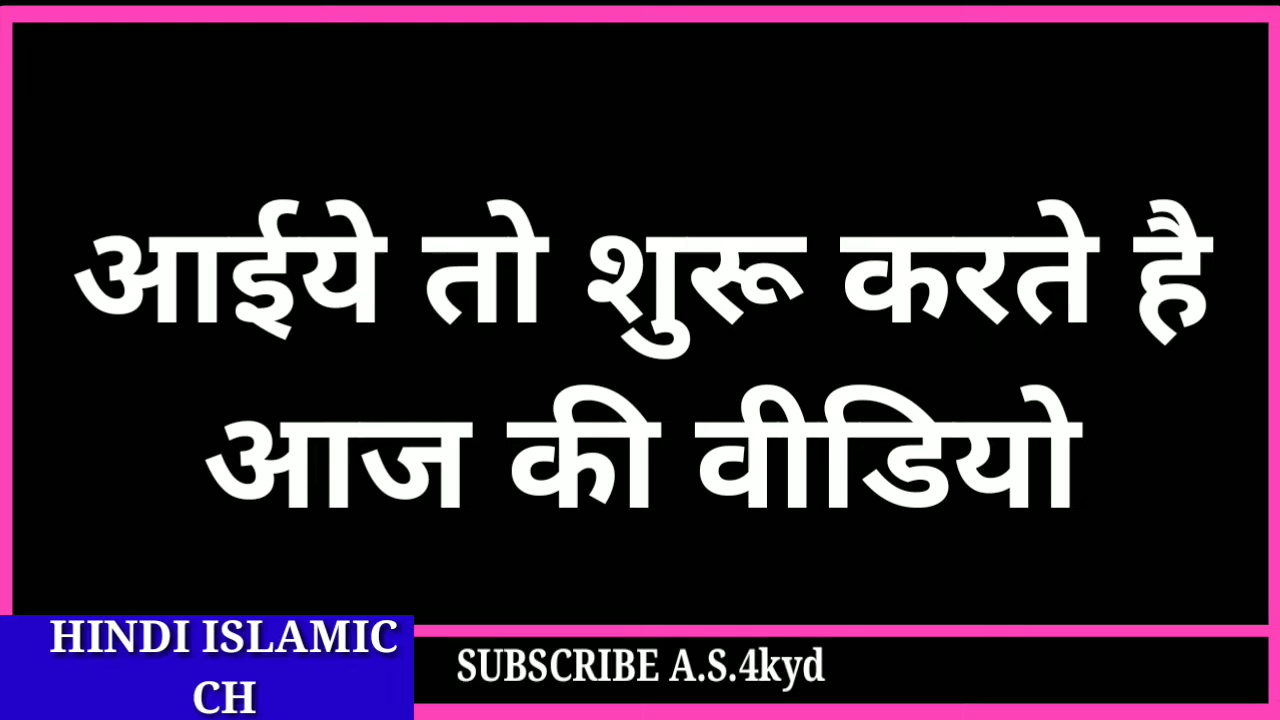 आईये तो शुरू करते है
आज की वीडियो
HINDI ISLAMIC
CH
SUBSCRIBE A.S.4kyd